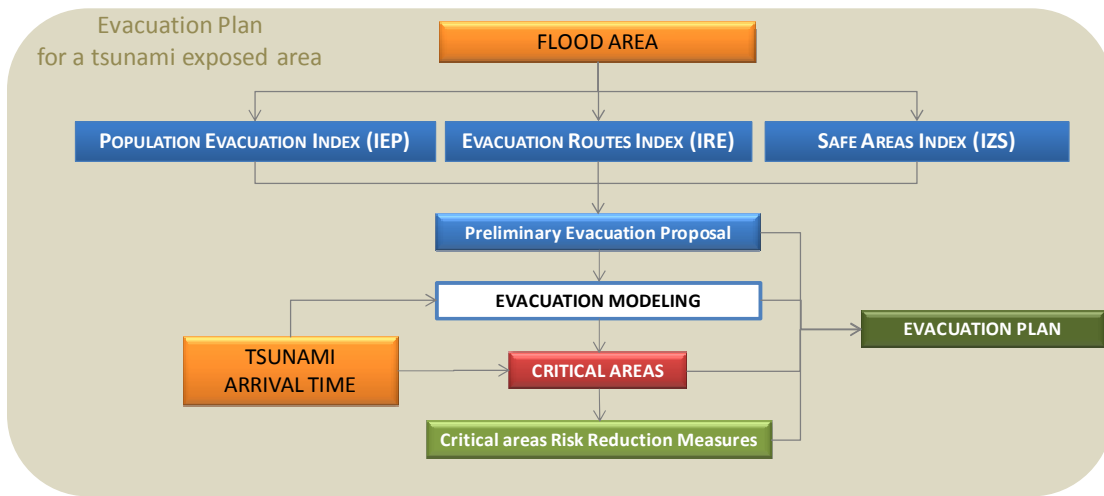 Evacuation Plan
for a tsunami exposed area
FLOOD AREA
POPULATION EVACUATION INDEX (IEP)
EVACUATION ROUTES INDEX (IRE)
SAFE AREAS INDEX (IZS)
Preliminary Evacuation Proposal
EVACUATION MODELING
EVACUATION PLAN
TSUNAMI
ARRIVAL TIME
CRITICAL AREAS
Critical areas Risk Reduction Measures